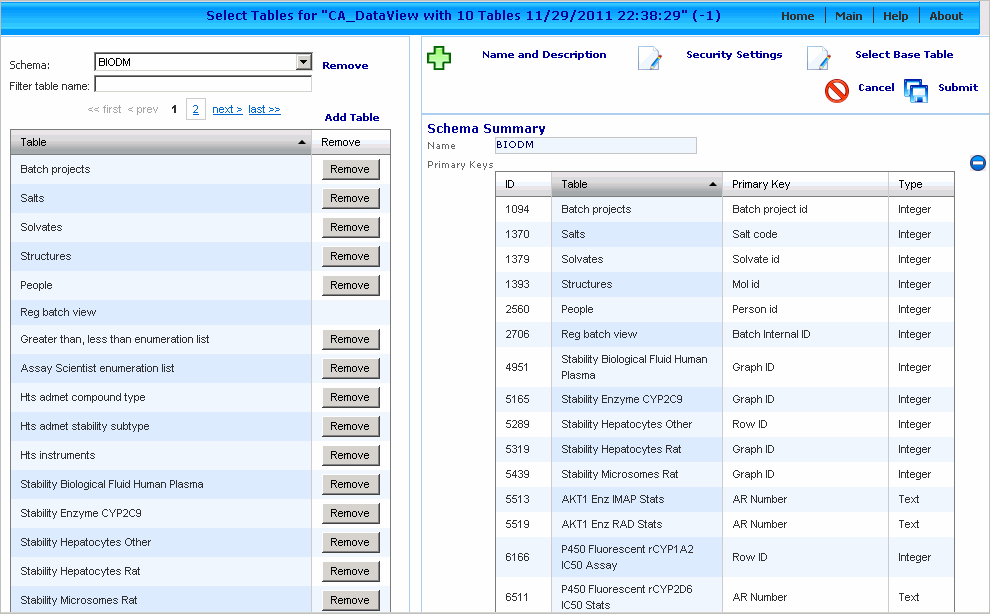 Select Tables for "CA_DataView with 10 Tables 11/29/2011 22:38:29" (-1)
Home Main Help About
Schema: BIODM Remove
Filter table name:
<< first < prev 1 2 next > last >>
Add Table
Table Remove
Batch projects Remove
Salts Remove
Solvates Remove
Structures Remove
People Remove
Reg batch view
Greater than, less than enumeration list Remove
Assay Scientist enumeration list Remove
Hts admet compound type Remove
Hts admet stability subtype Remove
Hts instruments Remove
Stability Biological Fluid Human Plasma Remove
Stability Enzyme CYP2C9 Remove
Stability Hepatocytes Other Remove
Stability Hepatocytes Rat Remove
Stability Microsomes Rat Remove
Name and Description Security Settings Select Base Table
Cancel Submit
Schema Summary
Name BIODM
Primary Keys
ID Table Primary Key Type
1094 Batch projects Batch project id Integer
1370 Salts Salt code Integer
1379 Solvates Solvate id Integer
1393 Structures Mol id Integer
2560 People Person id Integer
2706 Reg batch view Batch Internal ID Integer
4951 Stability Biological Fluid Human Graph ID Integer
Plasma
5165 Stability Enzyme CYP2C9 Graph ID Integer
5289 Stability Hepatocytes Other Row ID Integer
5319 Stability Hepatocytes Rat Graph ID Integer
5439 Stability Microsomes Rat Graph ID Integer
5513 AKT1 Enz IMAP Stats AR Number Text
5519 AKT1 Enz RAD Stats AR Number Text
6166 P450 Fluorescent rCYP1A2 Row ID Integer
IC50 Assay
6511 P450 Fluorescent rCYP2D6 AR Number Text
IC50 Stats